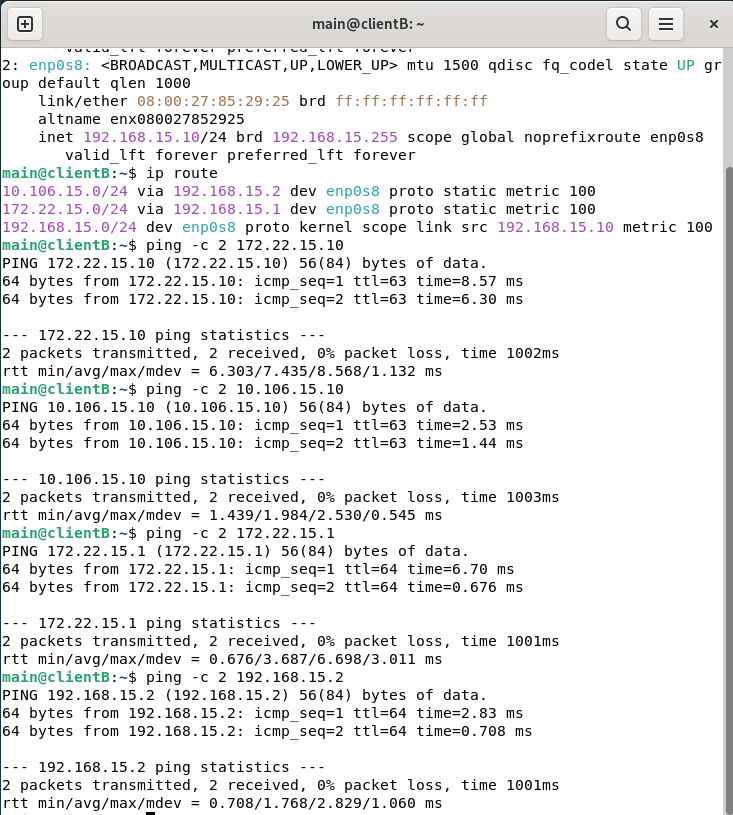 main@clientB: ~
valid_lft forever preferred_lft forever
2: enp0s8: <BROADCAST,MULTICAST,UP,LOWER_UP> mtu 1500 qdisc fq_codel state UP gr
oup default qlen 1000
    link/ether 08:00:27:85:29:25 brd ff:ff:ff:ff:ff:ff
    altname enx080027852925
    inet 192.168.15.10/24 brd 192.168.15.255 scope global noprefixroute enp0s8
       valid_lft forever preferred_lft forever
main@clientB:~$ ip route
10.106.15.0/24 via 192.168.15.2 dev enp0s8 proto static metric 100
172.22.15.0/24 via 192.168.15.1 dev enp0s8 proto static metric 100
192.168.15.0/24 dev enp0s8 proto kernel scope link src 192.168.15.10 metric 100
main@clientB:~$ ping -c 2 172.22.15.10
PING 172.22.15.10 (172.22.15.10) 56(84) bytes of data.
64 bytes from 172.22.15.10: icmp_seq=1 ttl=63 time=8.57 ms
64 bytes from 172.22.15.10: icmp_seq=2 ttl=63 time=6.30 ms

--- 172.22.15.10 ping statistics ---
2 packets transmitted, 2 received, 0% packet loss, time 1002ms
rtt min/avg/max/mdev = 6.303/7.435/8.568/1.132 ms
main@clientB:~$ ping -c 2 10.106.15.10
PING 10.106.15.10 (10.106.15.10) 56(84) bytes of data.
64 bytes from 10.106.15.10: icmp_seq=1 ttl=63 time=2.53 ms
64 bytes from 10.106.15.10: icmp_seq=2 ttl=63 time=1.44 ms

--- 10.106.15.10 ping statistics ---
2 packets transmitted, 2 received, 0% packet loss, time 1003ms
rtt min/avg/max/mdev = 1.439/1.984/2.530/0.545 ms
main@clientB:~$ ping -c 2 172.22.15.1
PING 172.22.15.1 (172.22.15.1) 56(84) bytes of data.
64 bytes from 172.22.15.1: icmp_seq=1 ttl=64 time=6.70 ms
64 bytes from 172.22.15.1: icmp_seq=2 ttl=64 time=0.676 ms

--- 172.22.15.1 ping statistics ---
2 packets transmitted, 2 received, 0% packet loss, time 1001ms
rtt min/avg/max/mdev = 0.676/3.687/6.698/3.011 ms
main@clientB:~$ ping -c 2 192.168.15.2
PING 192.168.15.2 (192.168.15.2) 56(84) bytes of data.
64 bytes from 192.168.15.2: icmp_seq=1 ttl=64 time=2.83 ms
64 bytes from 192.168.15.2: icmp_seq=2 ttl=64 time=0.708 ms

--- 192.168.15.2 ping statistics ---
2 packets transmitted, 2 received, 0% packet loss, time 1001ms
rtt min/avg/max/mdev = 0.708/1.768/2.829/1.060 ms